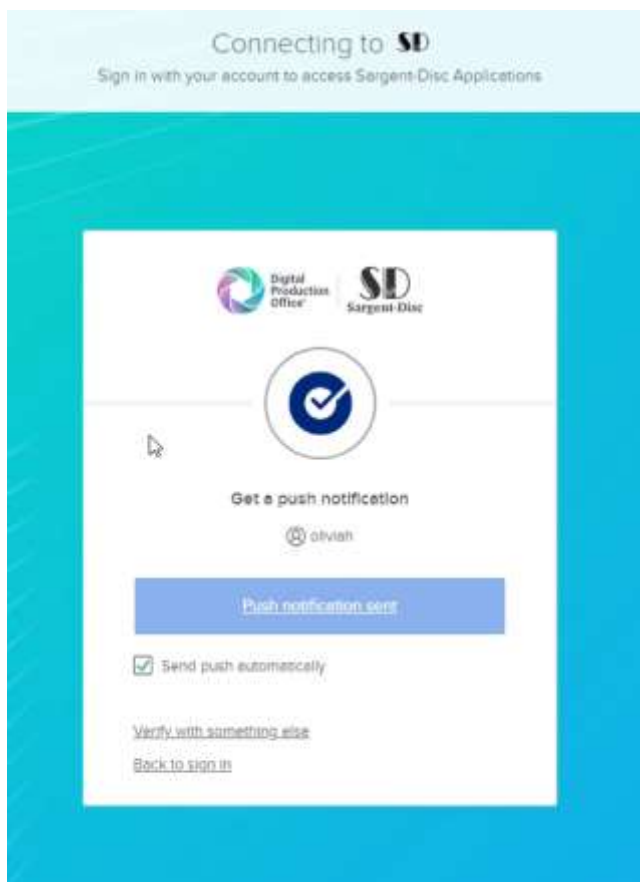 Connecting to SD
Sign in with your account to access Sargent-Disc Applications
Digital
Production
Office
SD
Sargent-Disc
Get a push notification
oliviah
Push notification sent
Send push automatically
Verify with something else
Back to sign in